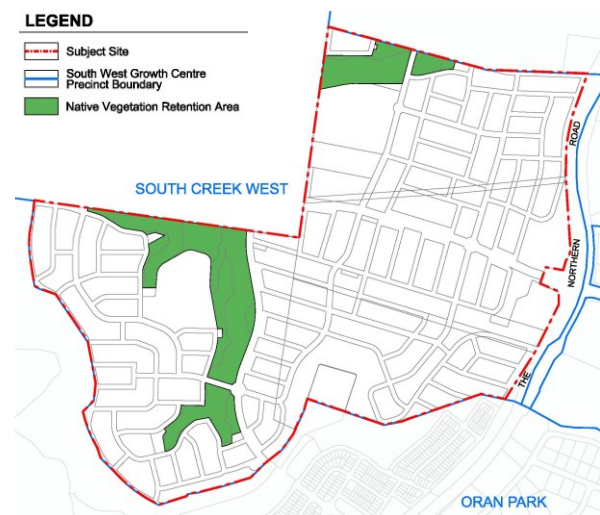 LEGEND
Subject Site
South West Growth Centre
Precinct Boundary
Native Vegetation Retention Area
SOUTH CREEK WEST
THE NORTHERN ROAD
ORAN PARK